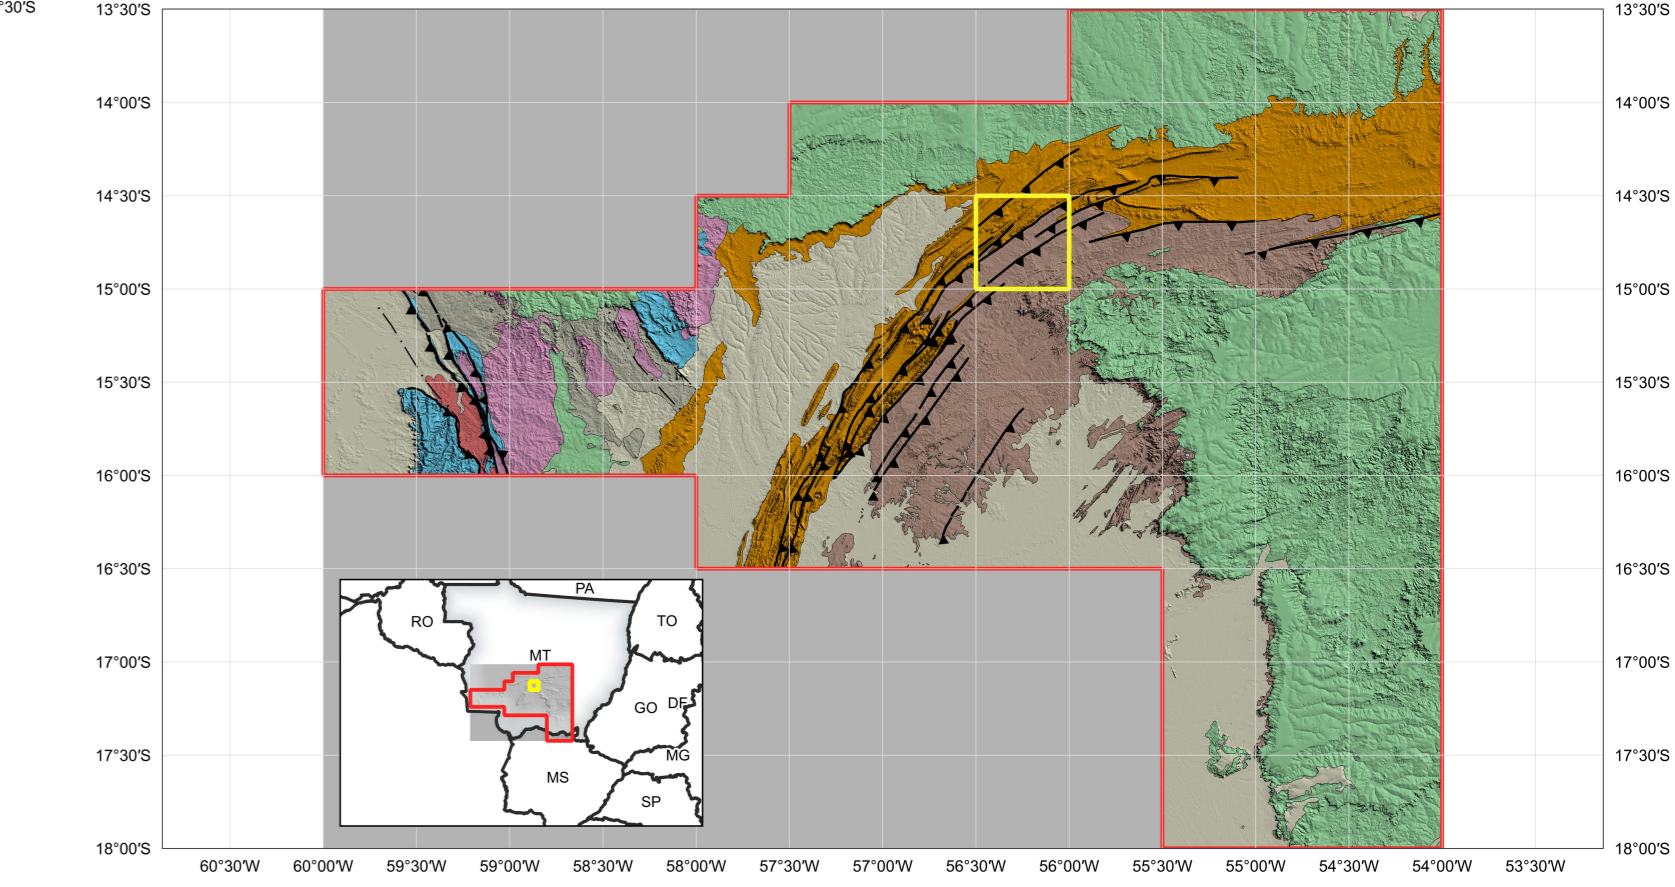 °30′S
13°30′S 13°30′S
14°00′S 14°00′S
14°30′S 14°30′S
15°00′S 15°00′S
15°30′S 15°30′S
16°00′S 16°00′S
16°30′S 16°30′S
PA
RO TO
17°00′S 17°00′S
MT
GO DF
17°30′S 17°30′S
MG
MS
SP
18°00′S 18°00′S
60°30′W 60°00′W 59°30′W 59°00′W 58°30′W 58°00′W 57°30′W 57°00′W 56°30′W 56°00′W 55°30′W 55°00′W 54°30′W 54°00′W 53°30′W